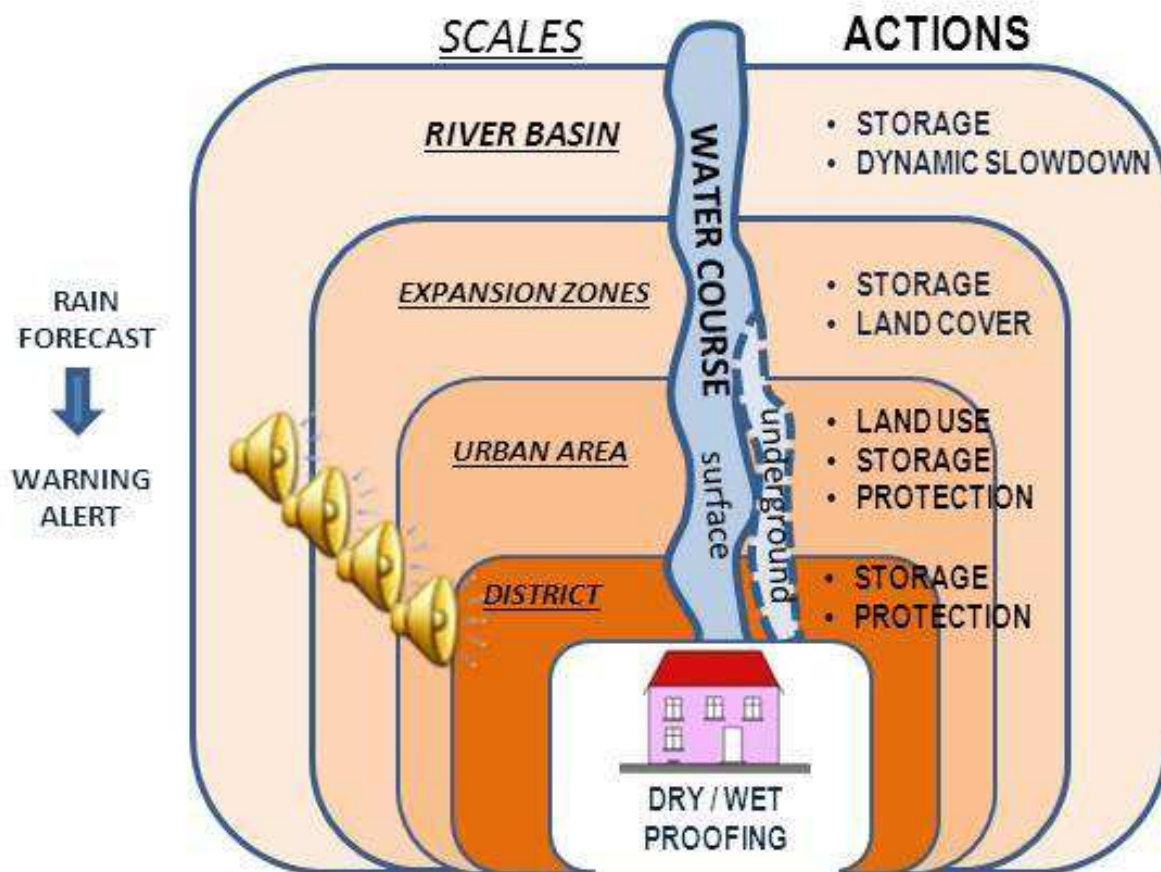 SCALES
ACTIONS
RIVER BASIN
• STORAGE
• DYNAMIC SLOWDOWN
WATER COURSE
EXPANSION ZONES
• STORAGE
• LAND COVER
RAIN
FORECAST
WARNING
ALERT
URBAN AREA
surface
underground
• LAND USE
• STORAGE
• PROTECTION
DISTRICT
• STORAGE
• PROTECTION
DRY / WET
PROOFING